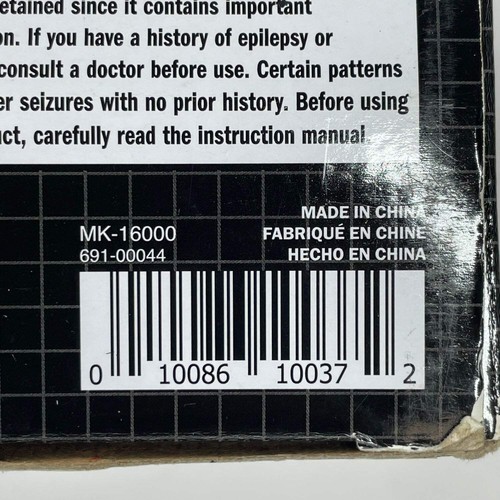 etained since it contains important
on. If you have a history of epilepsy or
consult a doctor before use. Certain patterns
er seizures with no prior history. Before using
uct, carefully read the instruction manual.
MADE IN CHINA
MK-16000 FABRIQUÉ EN CHINE
691-00044 HECHO EN CHINA
0 10086 10037 2